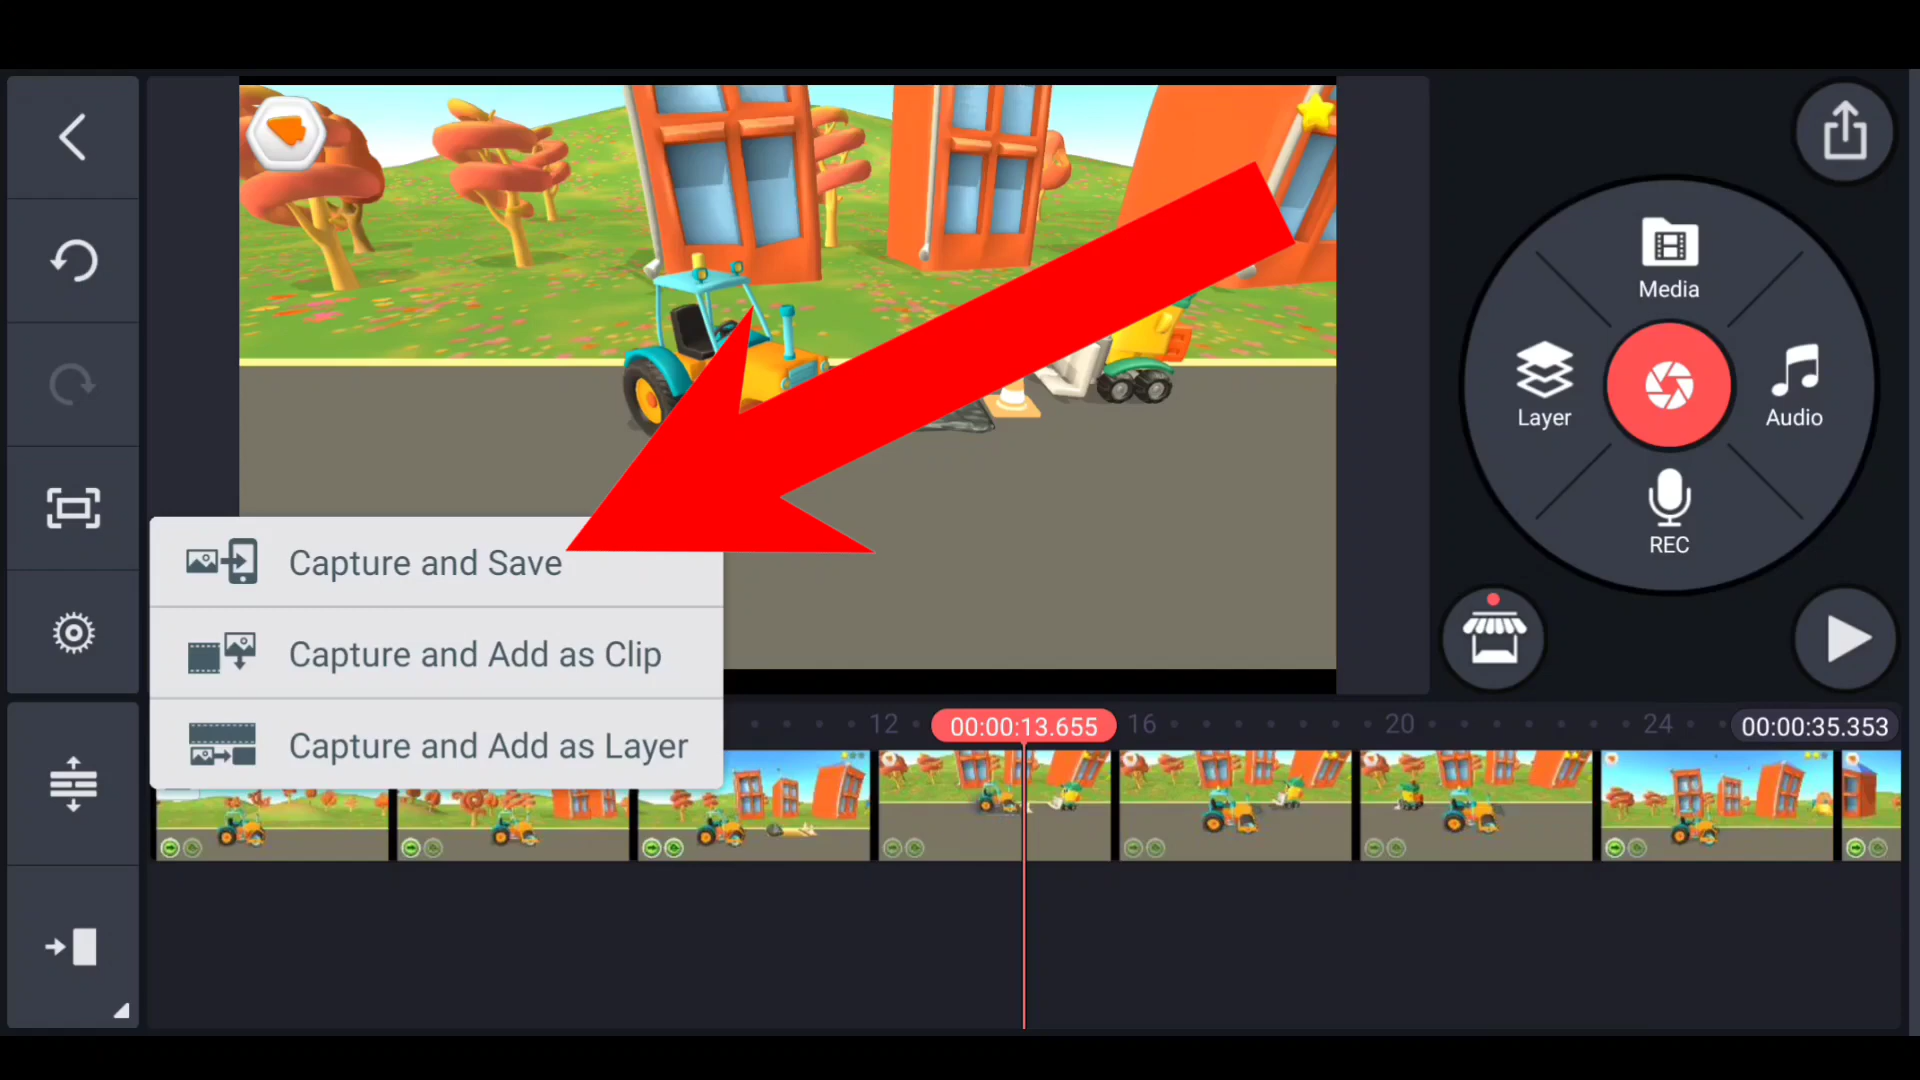 Media
Layer
Audio
REC
Capture and Save
Capture and Add as Clip
Capture and Add as Layer
12
00:00:13.655
16
20
24
00:00:35.353